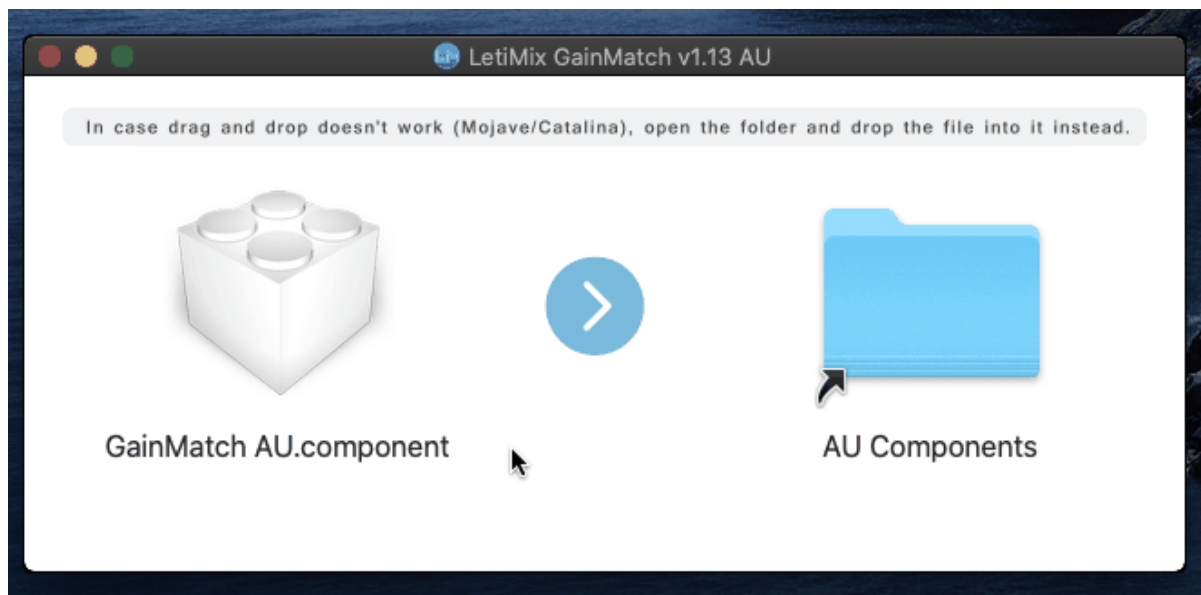 LetiMix GainMatch v1.13 AU
In case drag and drop doesn't work (Mojave/Catalina), open the folder and drop the file into it instead.
GainMatch AU.component
AU Components